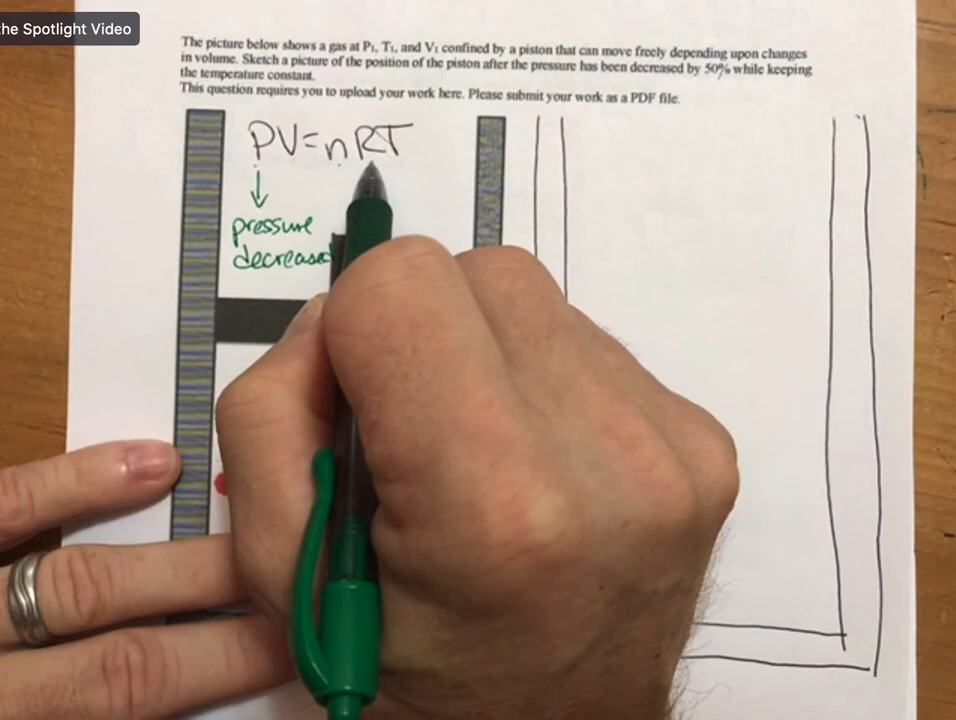 the Spotlight Video
The picture below shows a gas at P₁, T₁, and V₁ confined by a piston that can move freely depending upon changes
in volume. Sketch a picture of the position of the piston after the pressure has been decreased by 50% while keeping
the temperature constant.
This question requires you to upload your work here. Please submit your work as a PDF file.
PV=nRT
pressure
decreased